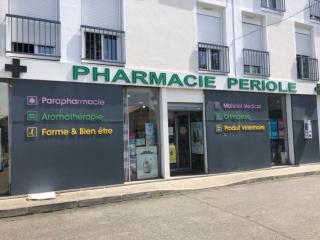 PHARMACIE PERIOLE
Parapharmacie
Aromathérapie
Forme & Bien être
Matériel Médical
Orthopédie
Produit Vétérinaire